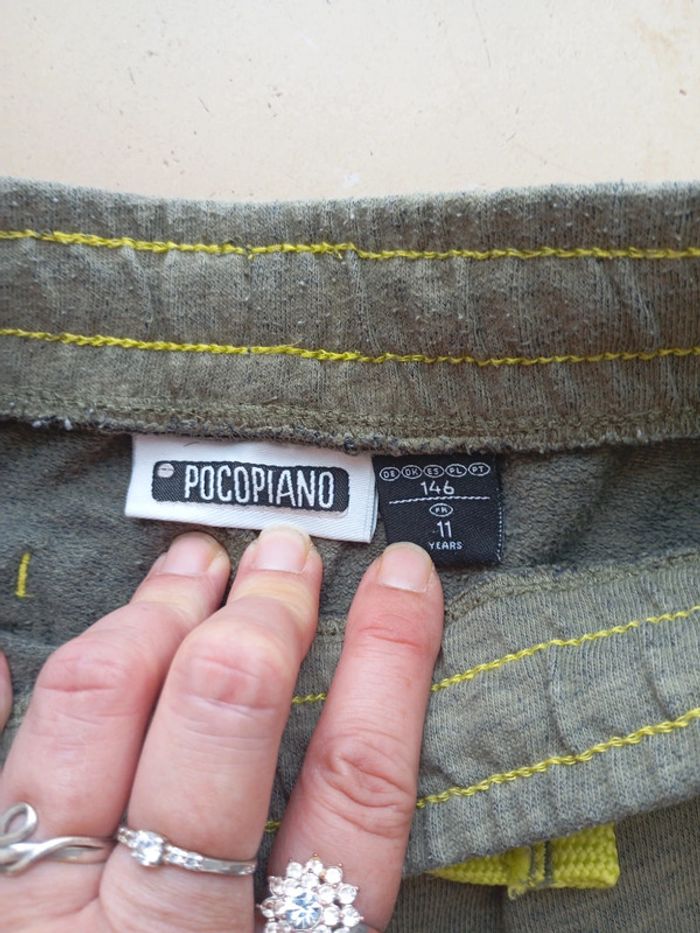 POCOPIANO
DE DK ES PL PT
146
FR
11
YEARS